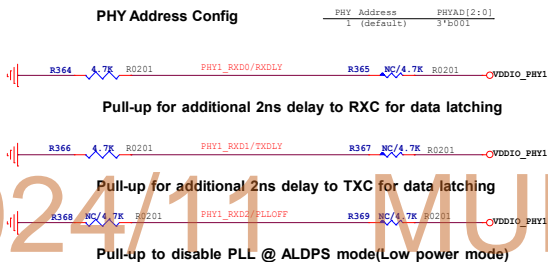 PHY Address Config
PHY Address PHYAD[2:0]
1 (default) 3'b001
R364 4.7K R0201 PHY1_RXD0/RXDLY R365 NC/4.7K R0201 VDDIO_PHY1
Pull-up for additional 2ns delay to RXC for data latching
R366 4.7K R0201 PHY1_RXD1/TXDLY R367 NC/4.7K R0201 VDDIO_PHY1
Pull-up for additional 2ns delay to TXC for data latching
R368 NC/4.7K R0201 PHY1_RXD2/PLLOFF R369 NC/4.7K R0201 VDDIO_PHY1
Pull-up to disable PLL @ ALDPS mode(Low power mode)
024/11 MU